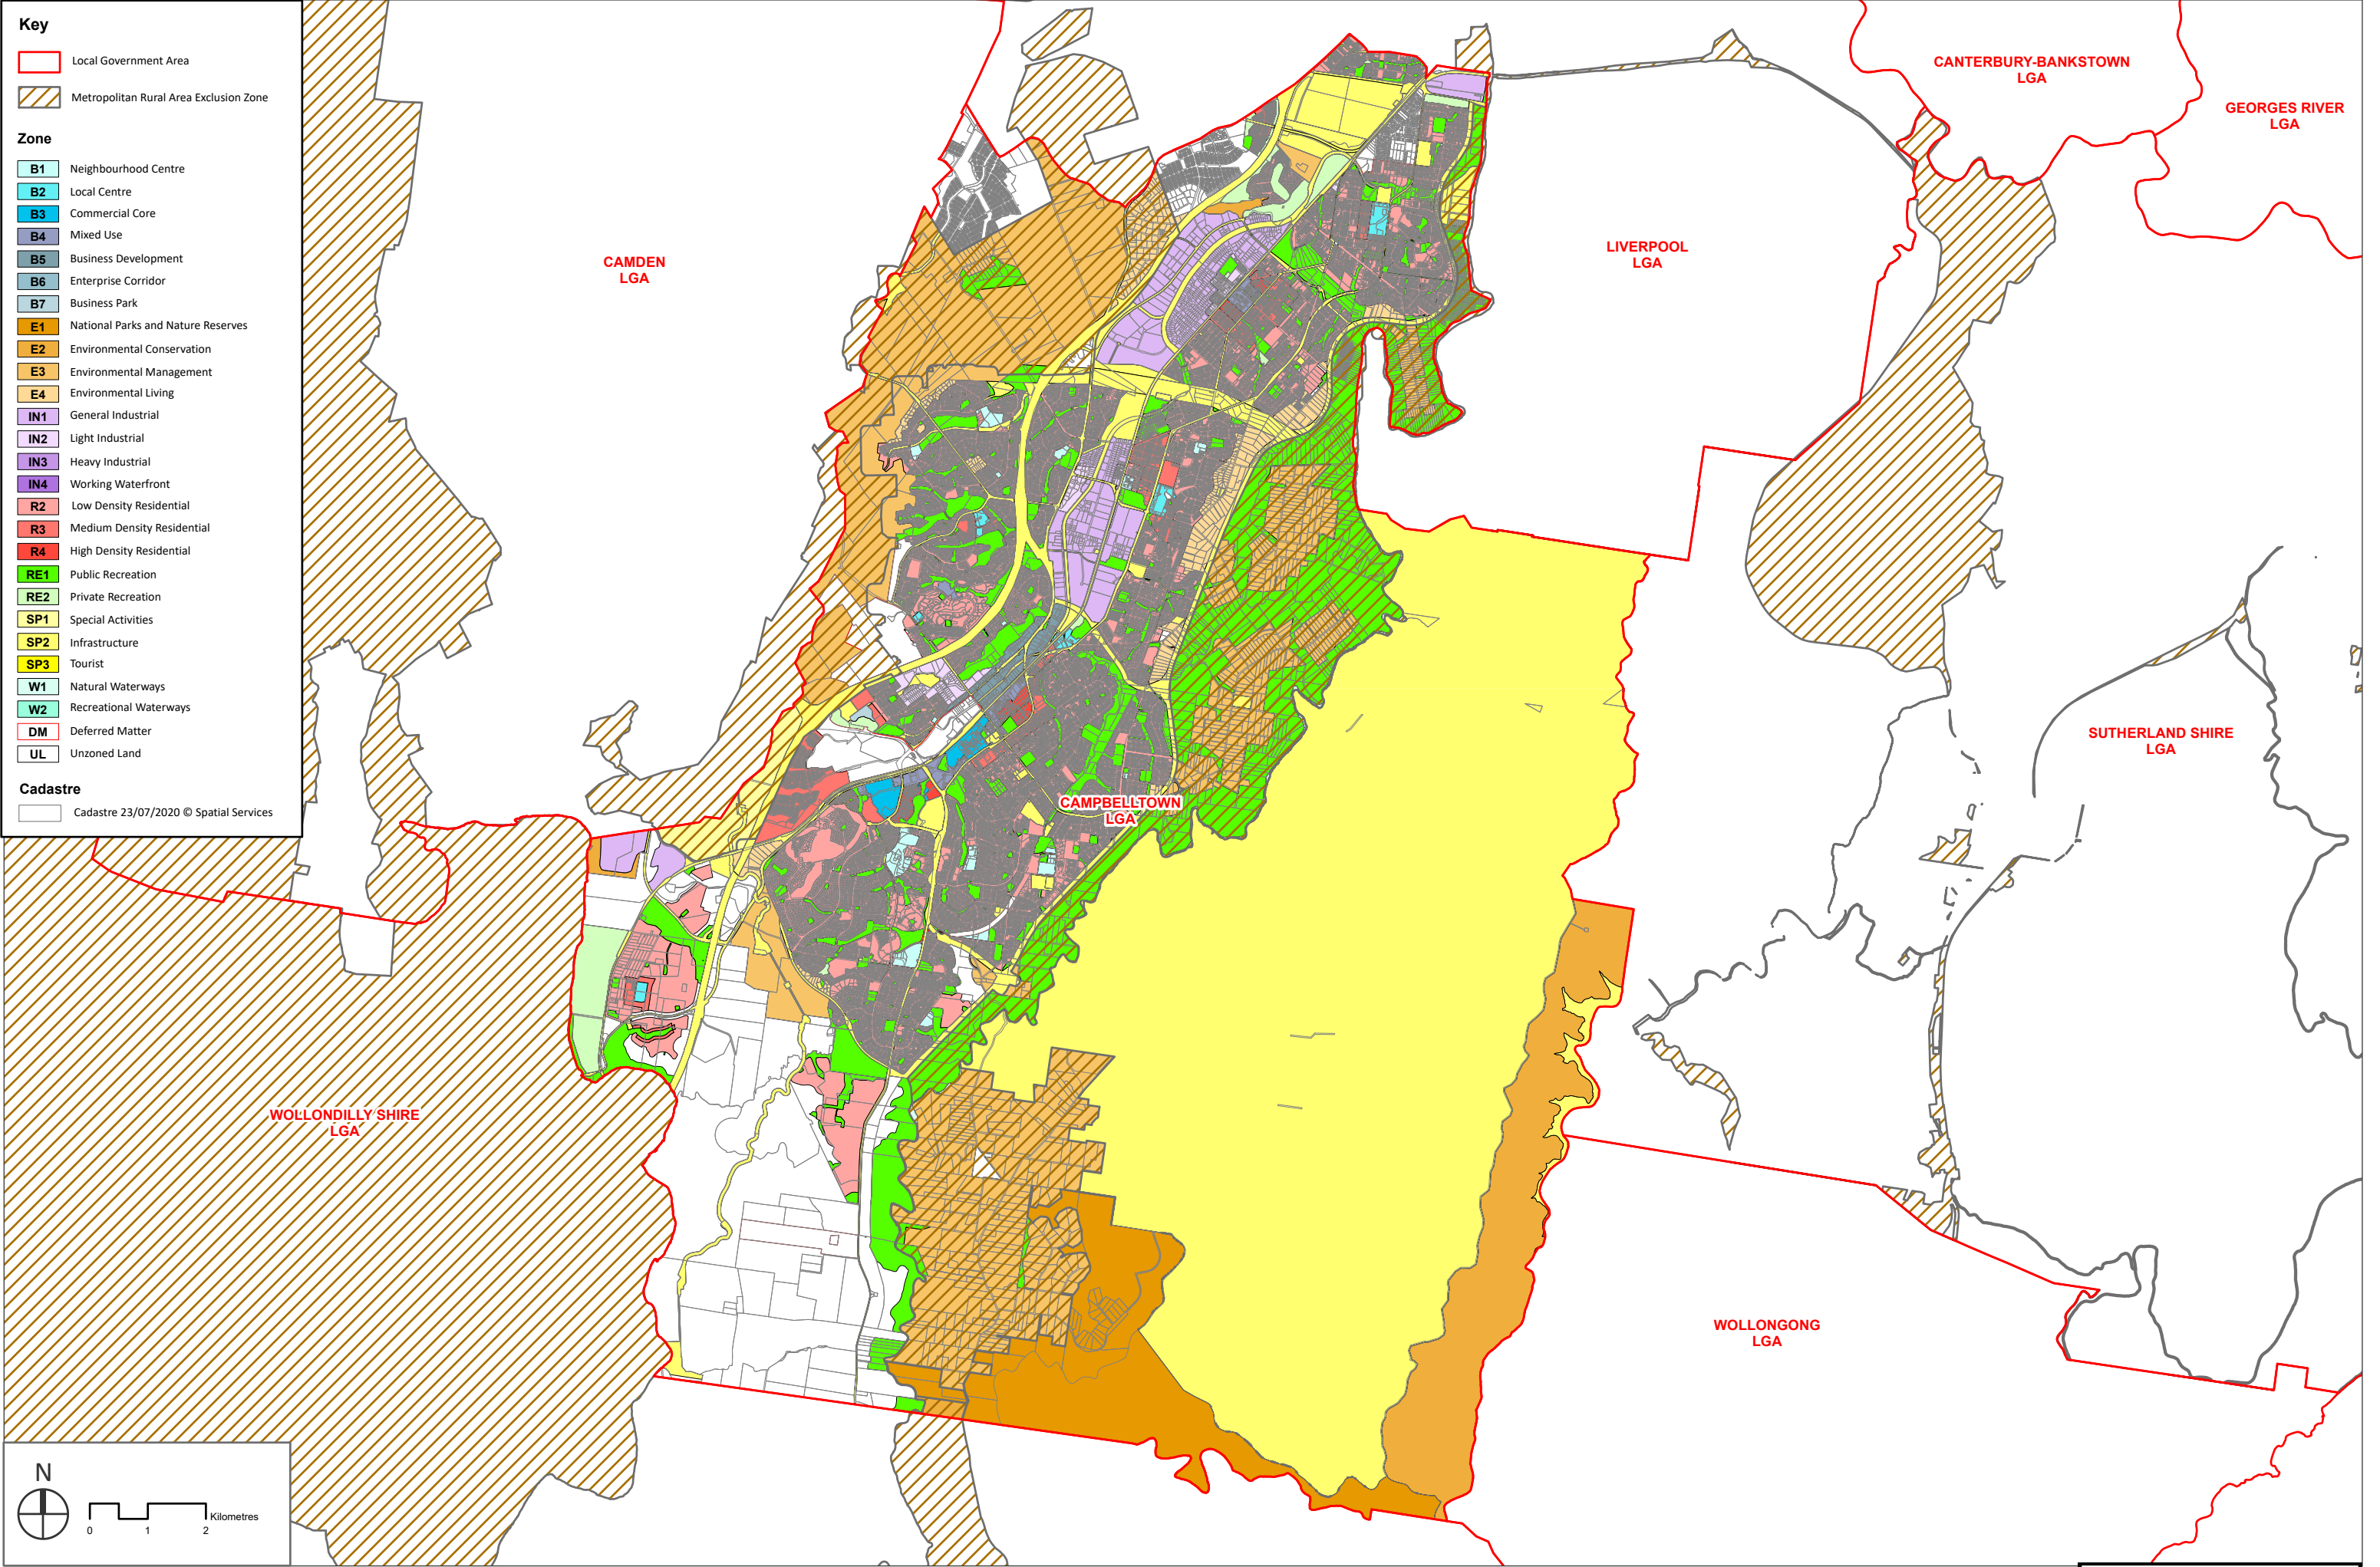 Key
Local Government Area
Metropolitan Rural Area Exclusion Zone
Zone
B1 Neighbourhood Centre
B2 Local Centre
B3 Commercial Core
B4 Mixed Use
B5 Business Development
B6 Enterprise Corridor
B7 Business Park
E1 National Parks and Nature Reserves
E2 Environmental Conservation
E3 Environmental Management
E4 Environmental Living
IN1 General Industrial
IN2 Light Industrial
IN3 Heavy Industrial
IN4 Working Waterfront
R2 Low Density Residential
R3 Medium Density Residential
R4 High Density Residential
RE1 Public Recreation
RE2 Private Recreation
SP1 Special Activities
SP2 Infrastructure
SP3 Tourist
W1 Natural Waterways
W2 Recreational Waterways
DM Deferred Matter
UL Unzoned Land
Cadastre
Cadastre 23/07/2020 © Spatial Services
CANTERBURY-BANKSTOWN
LGA
GEORGES RIVER
LGA
LIVERPOOL
LGA
CAMDEN
LGA
SUTHERLAND SHIRE
LGA
CAMPBELLTOWN
LGA
WOLLONDILLY SHIRE
LGA
WOLLONGONG
LGA
N
Kilometres
0 1 2